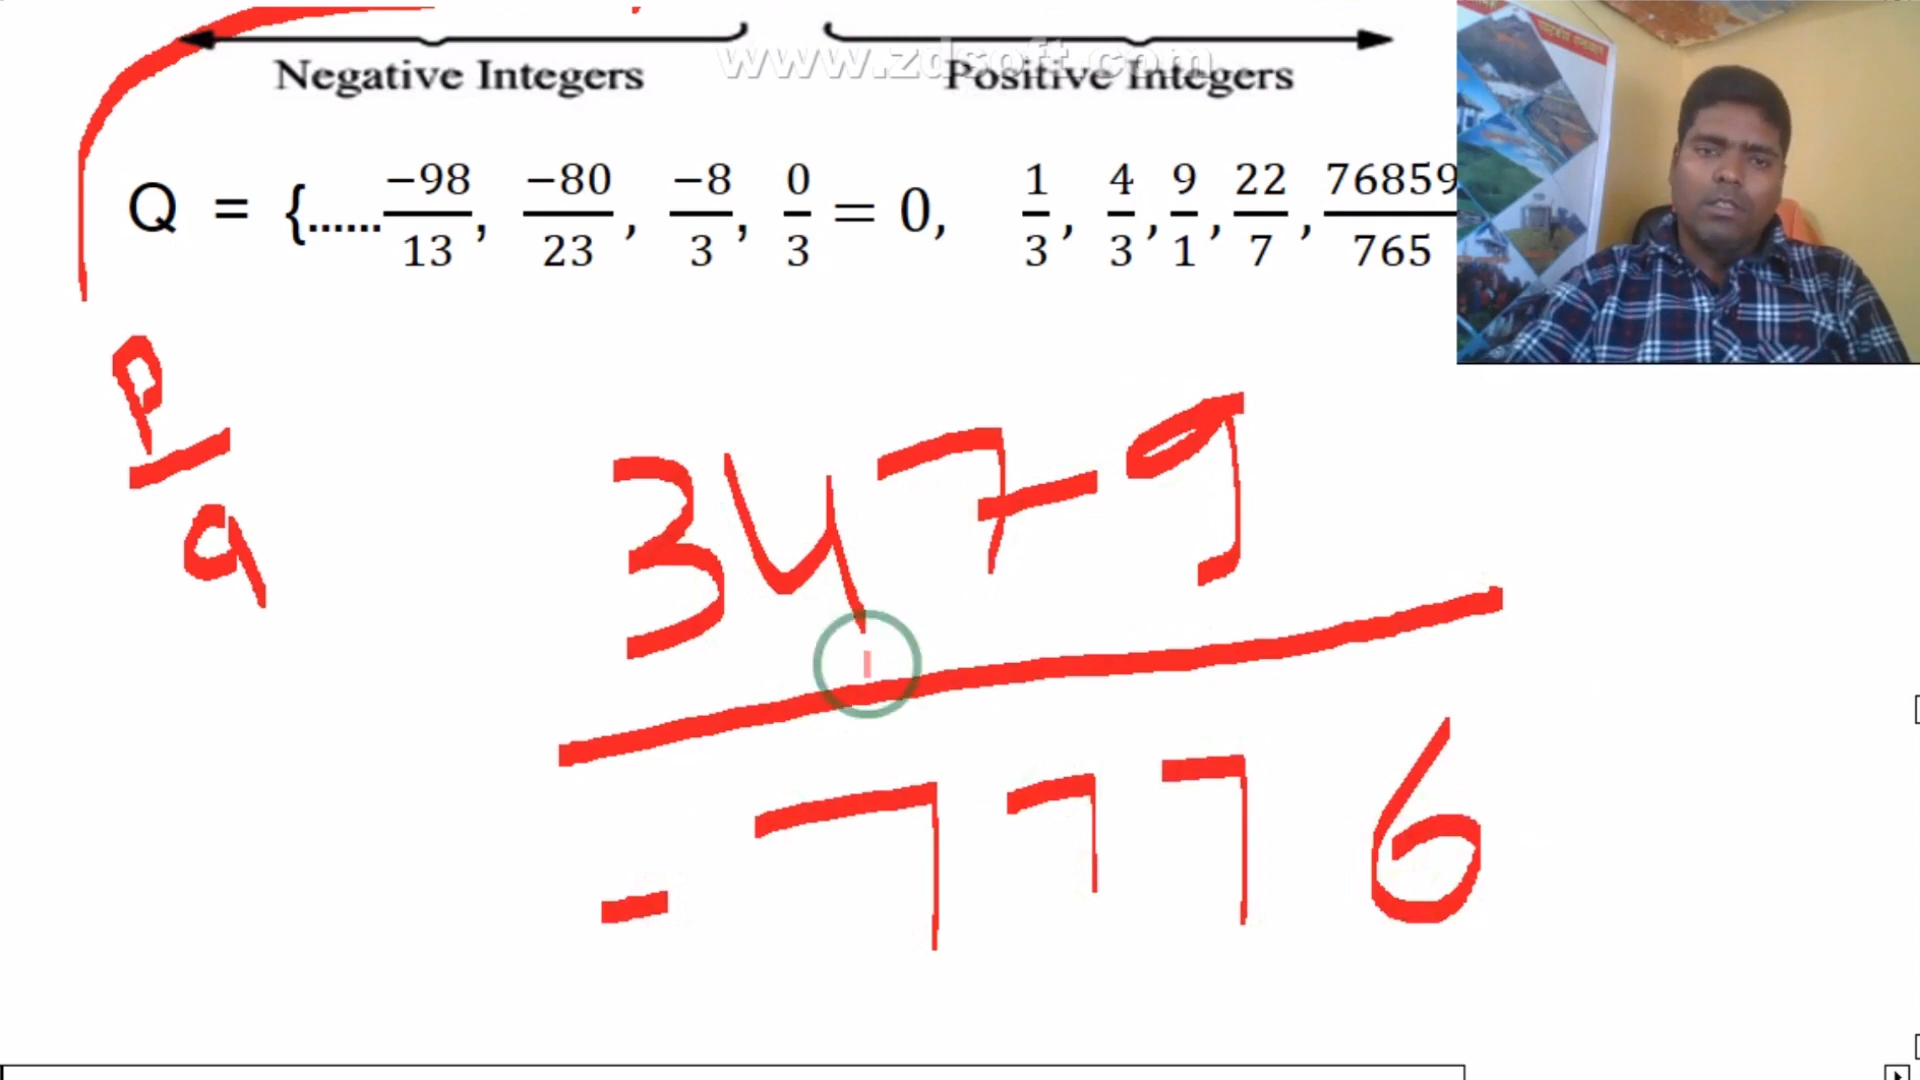 www.zdsoft.com
Negative Integers Positive Integers
Q = {......−98/13, −80/23, −8/3, 0/3 = 0, 1/3, 4/3, 9/1, 22/7, 76859/765
p/q
3479
-7776